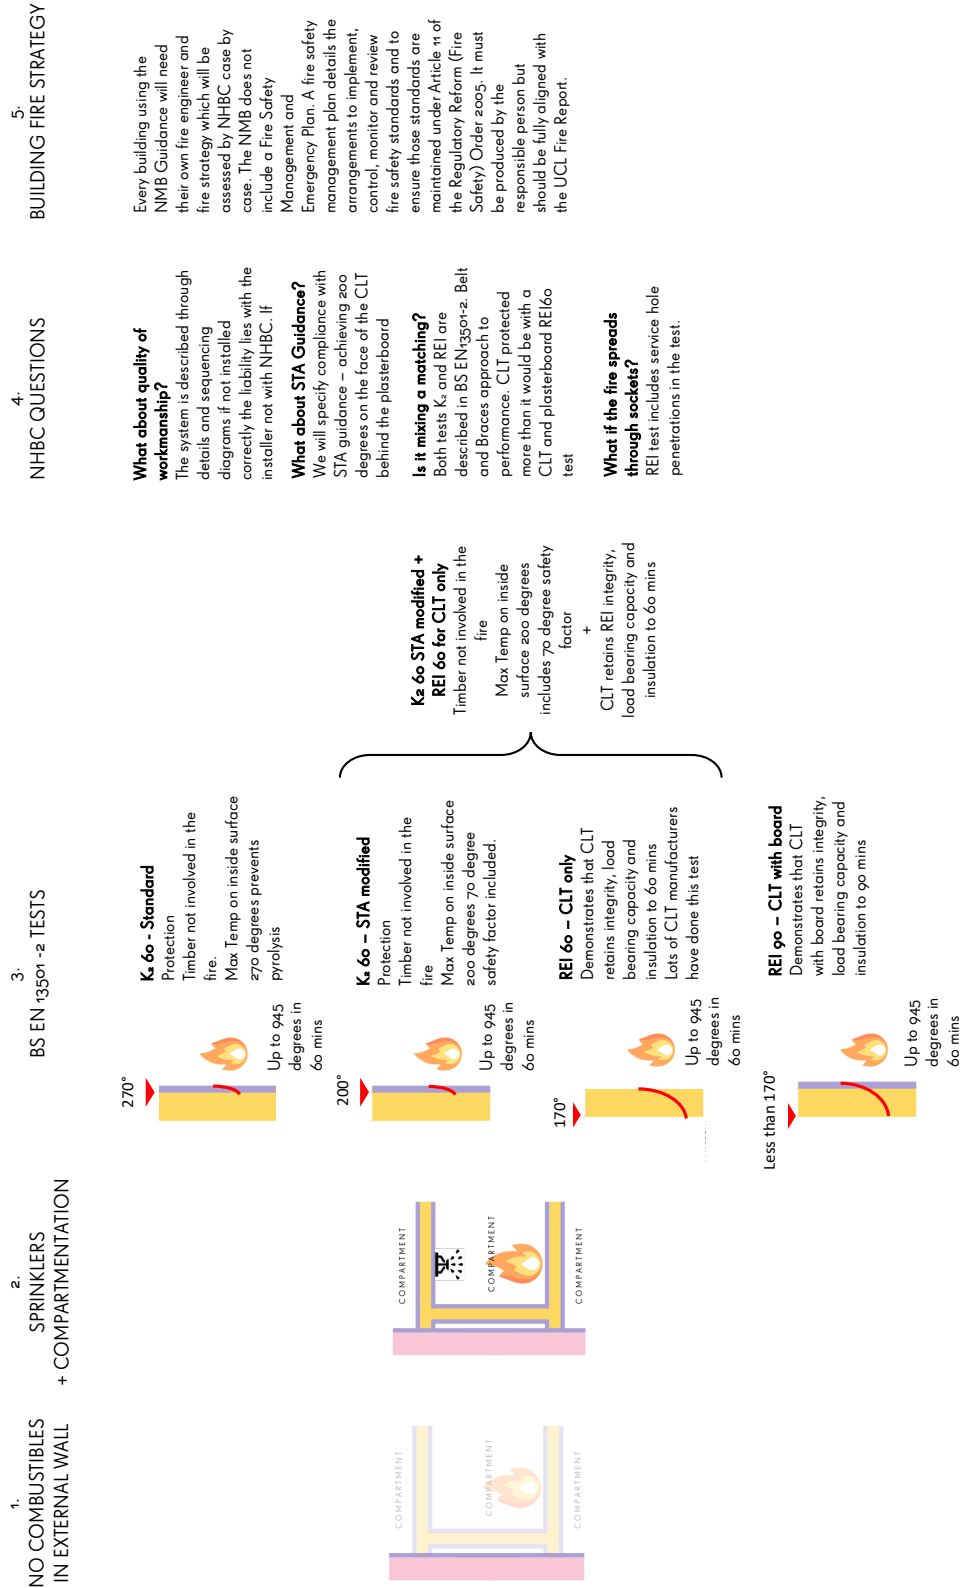 1.
NO COMBUSTIBLES
IN EXTERNAL WALL
COMPARTMENT
COMPARTMENT
COMPARTMENT
2.
SPRINKLERS
+ COMPARTMENTATION
COMPARTMENT
COMPARTMENT
COMPARTMENT
3.
BS EN 13501 -2 TESTS
270°
Up to 945
degrees in
60 mins
K2 60 - Standard
Protection
Timber not involved in the
fire.
Max Temp on inside surface
270 degrees prevents
pyrolysis
200°
Up to 945
degrees in
60 mins
K2 60 – STA modified
Protection
Timber not involved in the
fire
Max Temp on inside surface
200 degrees 70 degree
safety factor included.
170°
Up to 945
degrees in
60 mins
REI 60 – CLT only
Demonstrates that CLT
retains integrity, load
bearing capacity and
insulation to 60 mins
Lots of CLT manufacturers
have done this test
Less than 170°
Up to 945
degrees in
60 mins
REI 90 – CLT with board
Demonstrates that CLT
with board retains integrity,
load bearing capacity and
insulation to 90 mins
K2 60 STA modified +
REI 60 for CLT only
Timber not involved in the
fire
Max Temp on inside
surface 200 degrees
includes 70 degree safety
factor
+
CLT retains REI integrity,
load bearing capacity and
insulation to 60 mins
4.
NHBC QUESTIONS
What about quality of
workmanship?
The system is described through
details and sequencing
diagrams if not installed
correctly the liability lies with the
installer not with NHBC. If
What about STA Guidance?
We will specify compliance with
STA guidance – achieving 200
degrees on the face of the CLT
behind the plasterboard
Is it mixing a matching?
Both tests K2 and REI are
described in BS EN13501-2. Belt
and Braces approach to
performance. CLT protected
more than it would be with a
CLT and plasterboard REI60
test
What if the fire spreads
through sockets?
REI test includes service hole
penetrations in the test.
5.
BUILDING FIRE STRATEGY
Every building using the
NMB Guidance will need
their own fire engineer and
fire strategy which will be
assessed by NHBC case by
case. The NMB does not
include a Fire Safety
Management and
Emergency Plan. A fire safety
management plan details the
arrangements to implement,
control, monitor and review
fire safety standards and to
ensure those standards are
maintained under Article 11 of
the Regulatory Reform (Fire
Safety) Order 2005. It must
be produced by the
responsible person but
should be fully aligned with
the UCL Fire Report.